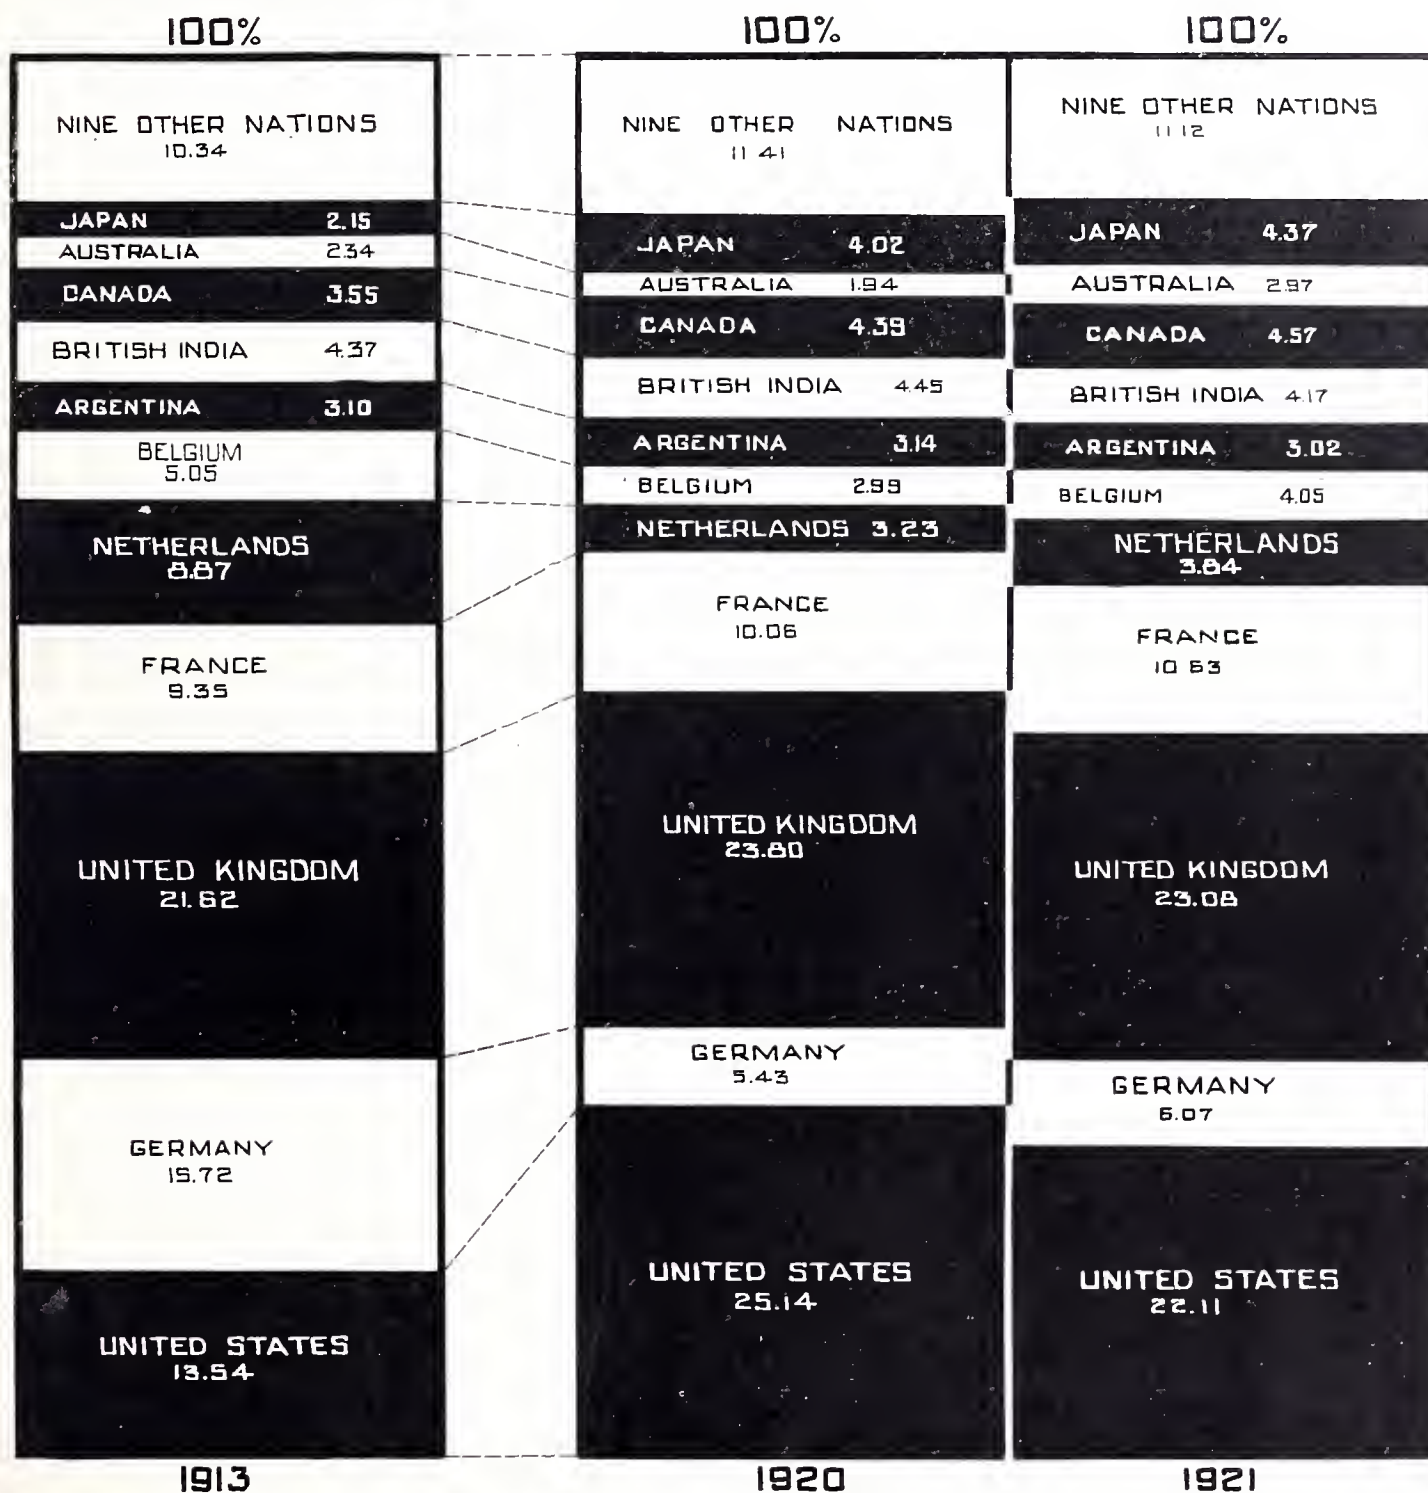 100%
NINE OTHER NATIONS
10.34
JAPAN 2.15
AUSTRALIA 2.34
CANADA 3.55
BRITISH INDIA 4.37
ARGENTINA 3.10
BELGIUM
5.05
NETHERLANDS
8.87
FRANCE
9.35
UNITED KINGDOM
21.62
GERMANY
15.72
UNITED STATES
13.54
1913
100%
NINE OTHER NATIONS
11 41
JAPAN 4.02
AUSTRALIA 1.94
CANADA 4.39
BRITISH INDIA 4.45
ARGENTINA 3.14
BELGIUM 2.99
NETHERLANDS 3.23
FRANCE
10.06
UNITED KINGDOM
23.80
GERMANY
5.43
UNITED STATES
25.14
1920
100%
NINE OTHER NATIONS
11 12
JAPAN 4.37
AUSTRALIA 2.97
CANADA 4.57
BRITISH INDIA 4.17
ARGENTINA 3.02
BELGIUM 4.05
NETHERLANDS
3.84
FRANCE
10 63
UNITED KINGDOM
23.08
GERMANY
6.07
UNITED STATES
22.11
1921